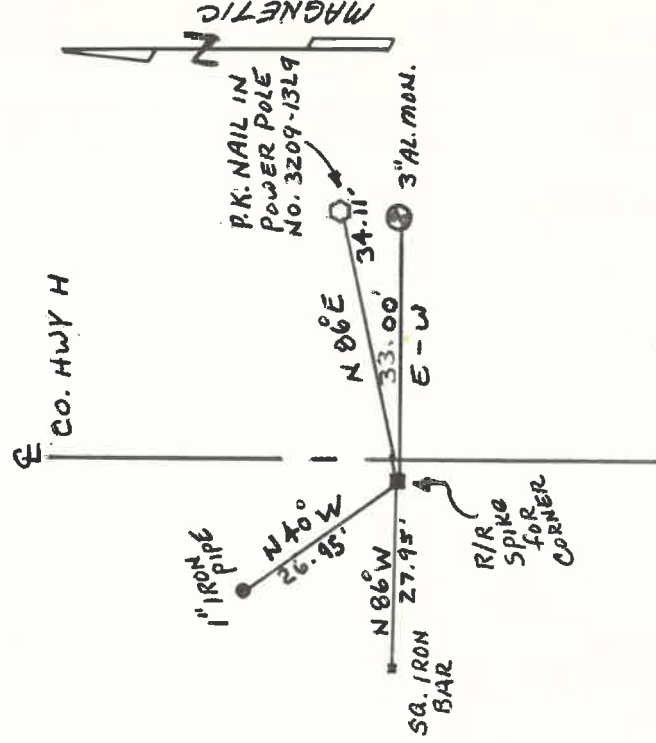 MAGNETIC
N
℄ CO. HWY H
P.K. NAIL IN
POWER POLE
NO. 3209-13L9
34.11'
N 86° E
3" AL. MON.
33.00'
E - W
1" IRON
PIPE
N 40° W
26.95'
N 86° W
27.95'
SQ. IRON
BAR
R/R
SPIKE
FOR
CORNER